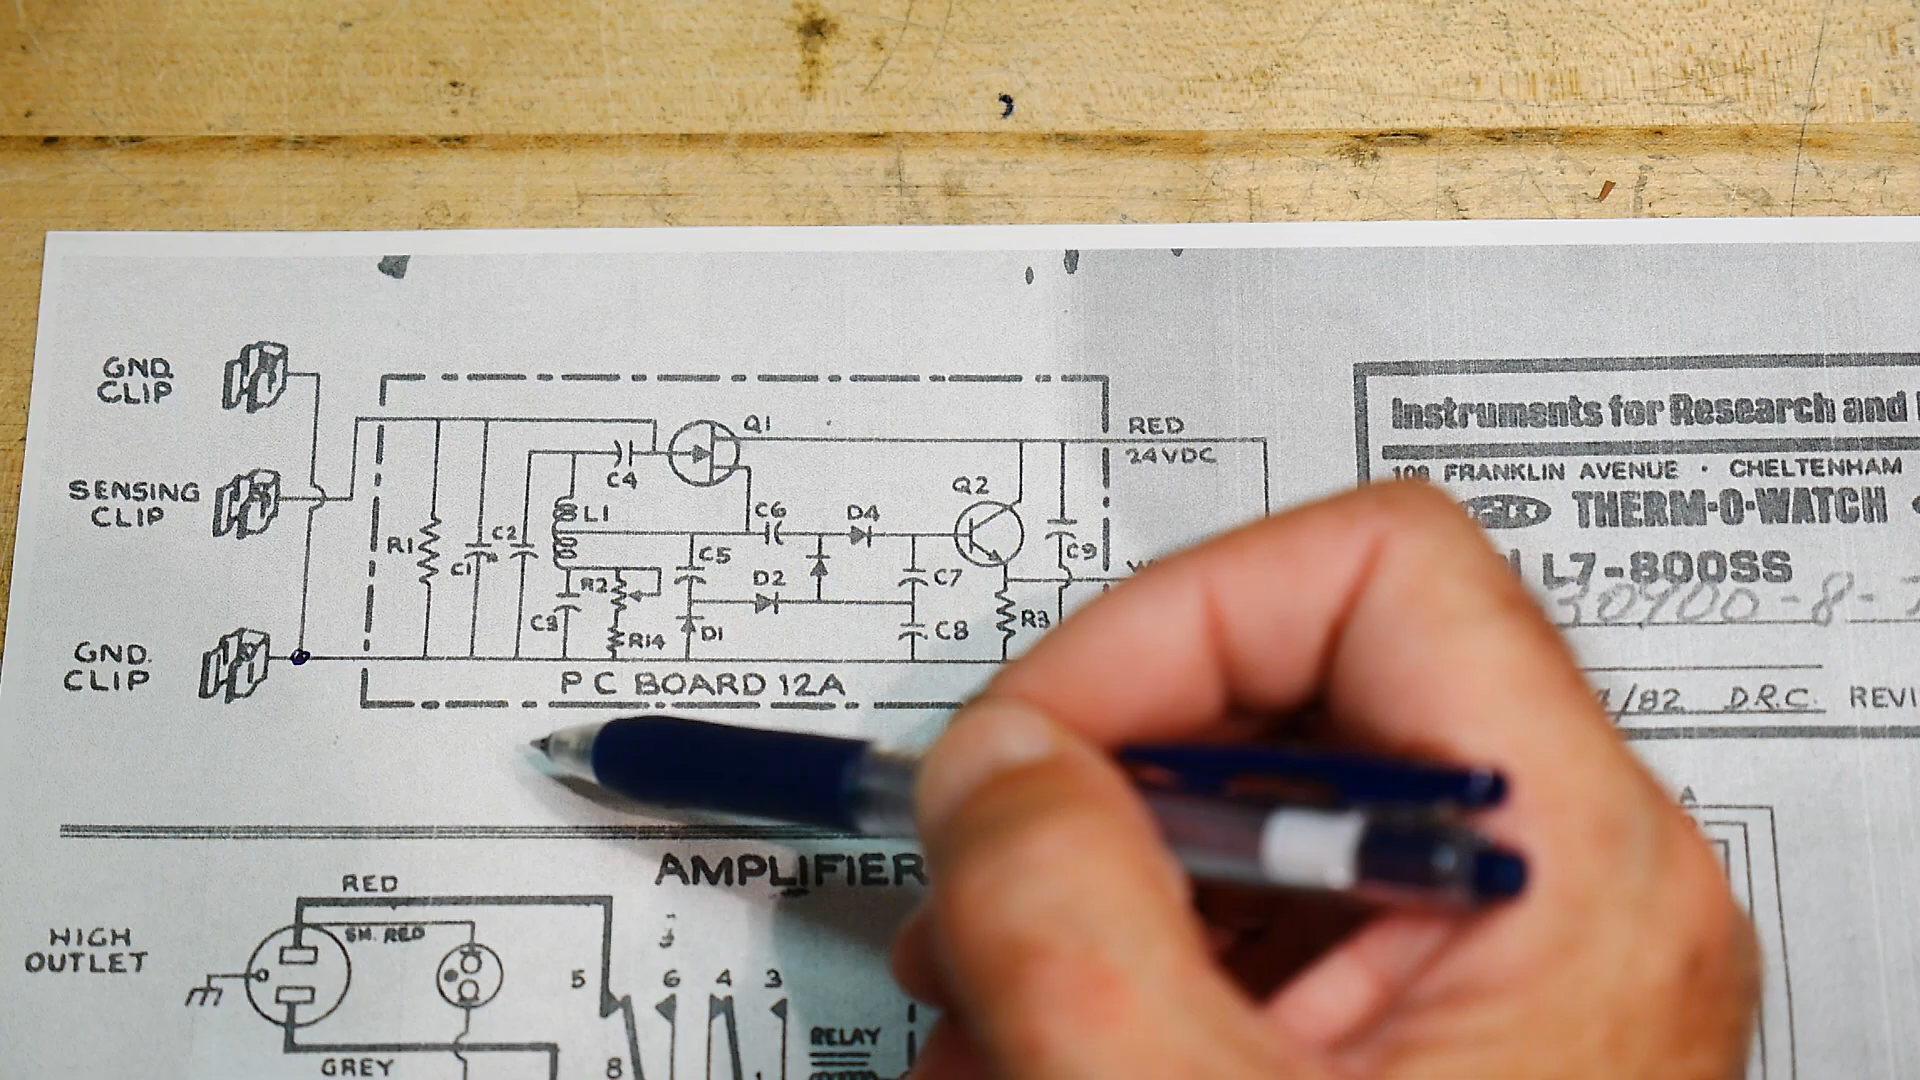 GND.
CLIP
SENSING
CLIP
GND.
CLIP
R1
C1
C2
C4
L1
R2
C3
R14
Q1
C6
D4
C5
D2
D1
C7
C8
Q2
C9
R3
RED
24VDC
PC BOARD 12A
Instruments for Research and
FRANKLIN AVENUE · CHELTENHAM
THERM-O-WATCH
L7-800SS
/82 D.R.C. REVI
AMPLIFIER
HIGH
OUTLET
RED
SM. RED
GREY
5
6
4
3
8
RELAY
A